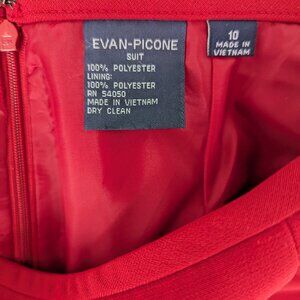 EVAN-PICONE
SUIT
100% POLYESTER
LINING:
100% POLYESTER
RN 54050
MADE IN VIETNAM
DRY CLEAN
10
MADE IN
VIETNAM